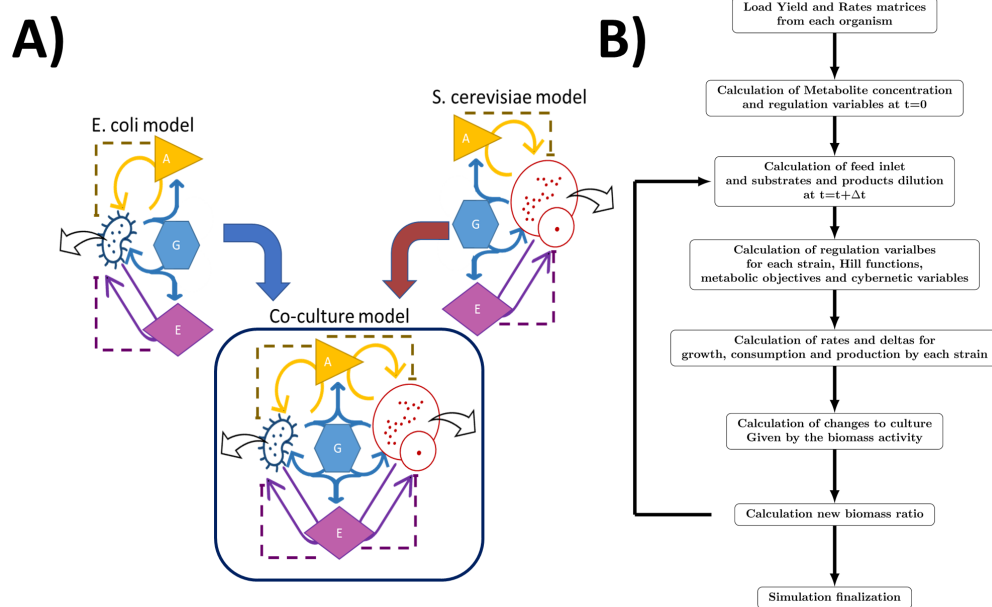 A)
E. coli model
A
G
E
S. cerevisiae model
A
G
E
Co-culture model
A
G
E
B)
Load Yield and Rates matrices
from each organism
Calculation of Metabolite concentration
and regulation variables at t=0
Calculation of feed inlet
and substrates and products dilution
at t=t+Δt
Calculation of regulation varialbes
for each strain, Hill functions,
metabolic objectives and cybernetic variables
Calculation of rates and deltas for
growth, consumption and production by each strain
Calculation of changes to culture
Given by the biomass activity
Calculation new biomass ratio
Simulation finalization